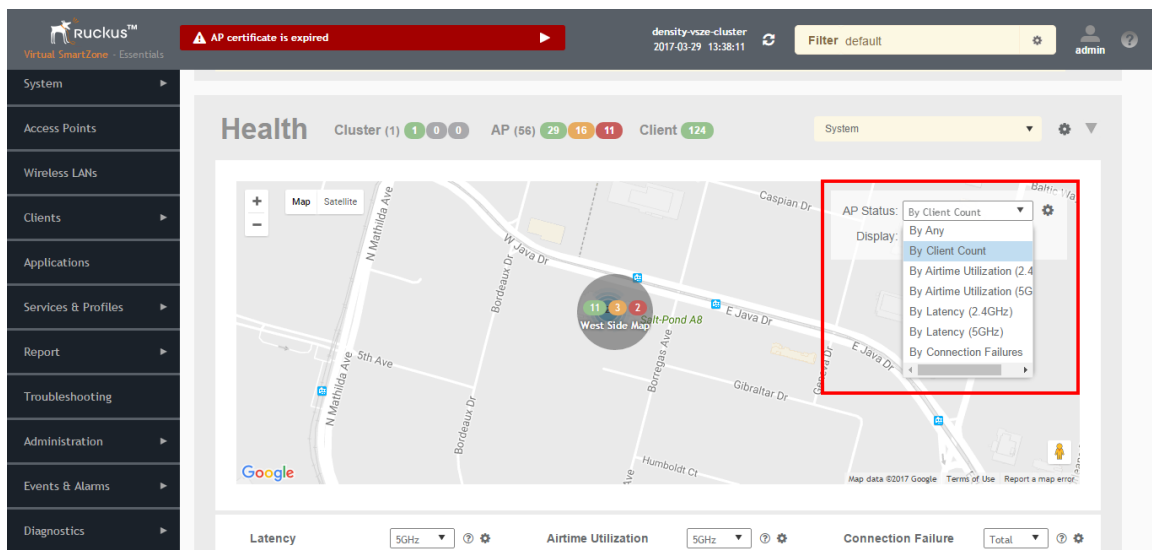 Ruckus™
Virtual SmartZone - Essentials
AP certificate is expired
density-vsze-cluster
2017-03-29 13:38:11
Filter default
admin
?
System
Access Points
Wireless LANs
Clients
Applications
Services & Profiles
Report
Troubleshooting
Administration
Events & Alarms
Diagnostics
Health
Cluster (1) 1 0 0
AP (56) 29 16 11
Client 124
System
+
−
Map Satellite
N Mathilda Ave
W Java Dr
Bordeaux Dr
Caspian Dr
AP Status: By Client Count
Display:
By Any
By Client Count
By Airtime Utilization (2.4
By Airtime Utilization (5G
By Latency (2.4GHz)
By Latency (5GHz)
By Connection Failures
11 3 2
West Side Map
Salt-Pond A8
E Java Dr
E Java Dr
5th Ave
N Mathilda Ave
Bordeaux Dr
Borregas Ave
Geneva Dr
Gibraltar Dr
Humboldt Ct
Ave
Google
Map data ©2017 Google Terms of Use Report a map error
Latency 5GHz ?
Airtime Utilization 5GHz ?
Connection Failure Total ?